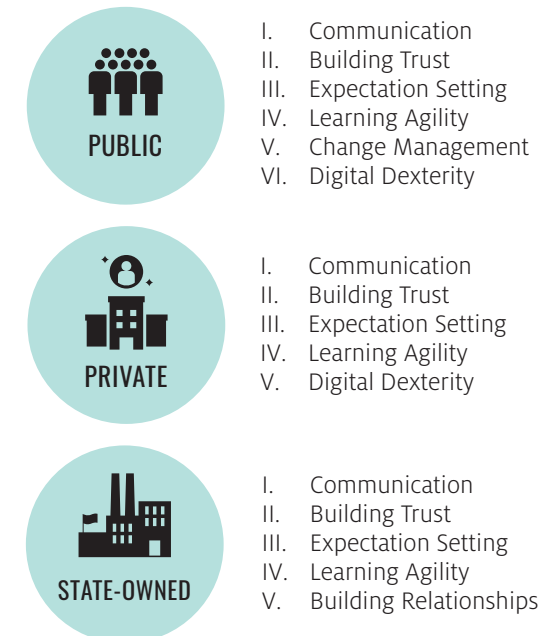 PUBLIC
I. Communication
II. Building Trust
III. Expectation Setting
IV. Learning Agility
V. Change Management
VI. Digital Dexterity
PRIVATE
I. Communication
II. Building Trust
III. Expectation Setting
IV. Learning Agility
V. Digital Dexterity
STATE-OWNED
I. Communication
II. Building Trust
III. Expectation Setting
IV. Learning Agility
V. Building Relationships